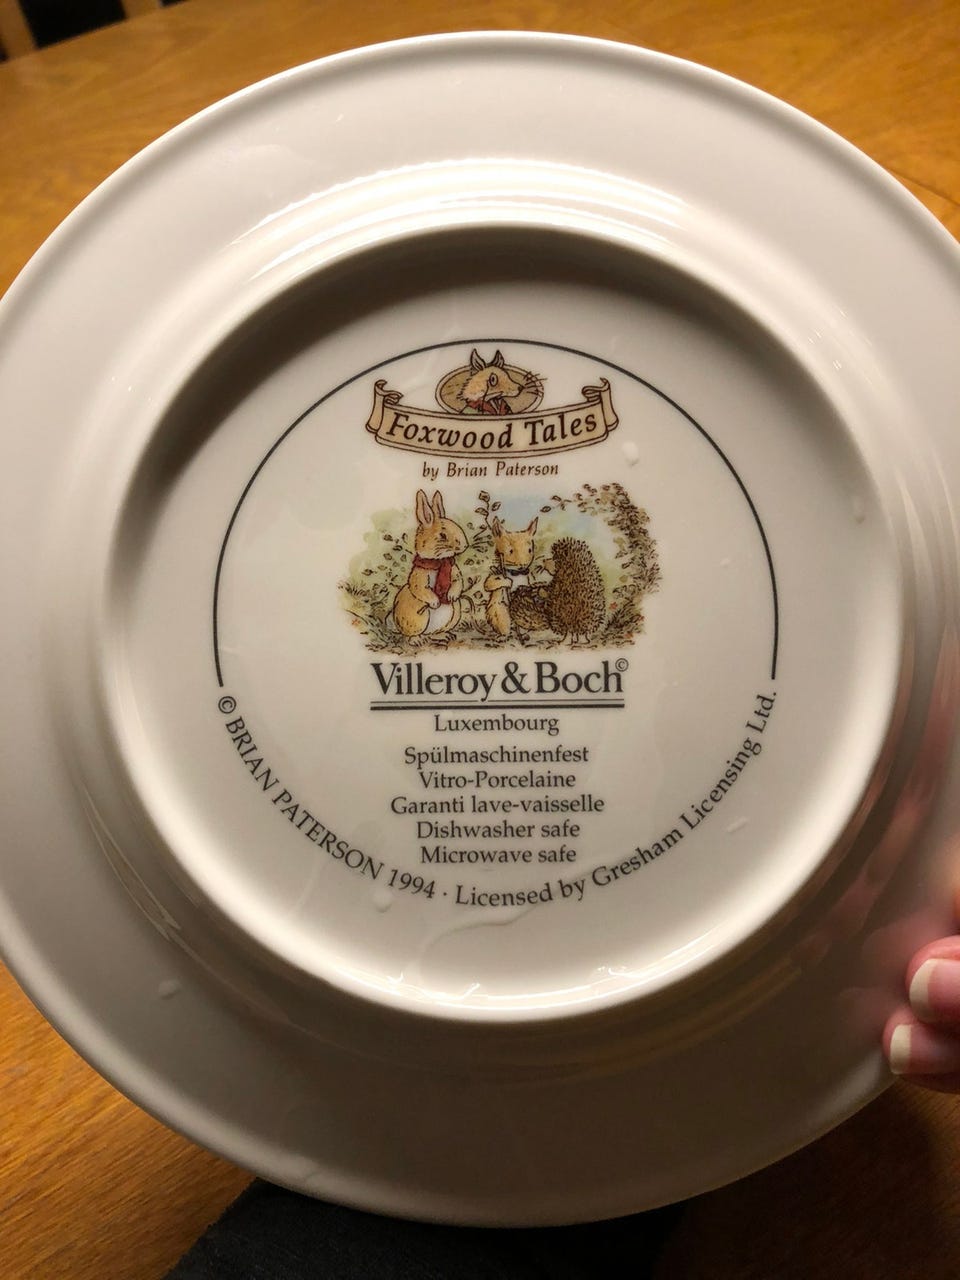 Foxwood Tales
by Brian Paterson
Villeroy & Boch©
Luxembourg
Spülmaschinenfest
Vitro-Porcelaine
Garanti lave-vaisselle
Dishwasher safe
Microwave safe
© BRIAN PATERSON 1994 · Licensed by Gresham Licensing Ltd.